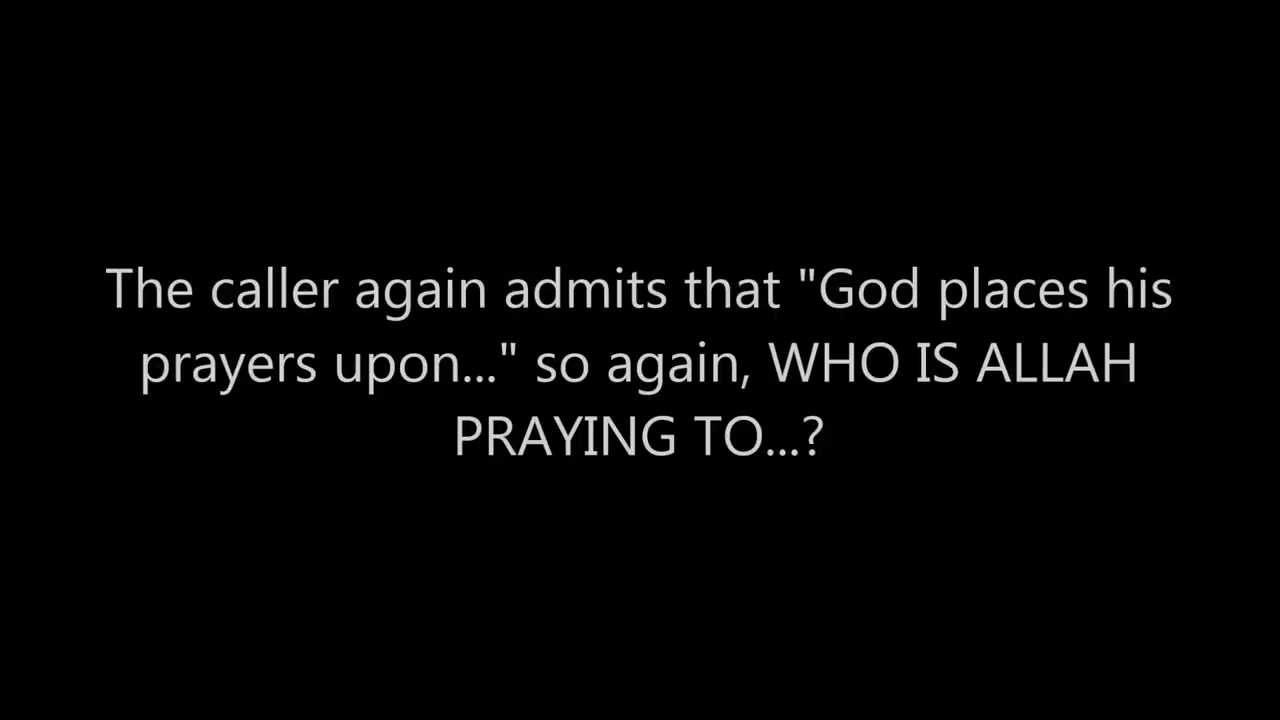 The caller again admits that "God places his
prayers upon..." so again, WHO IS ALLAH
PRAYING TO...?